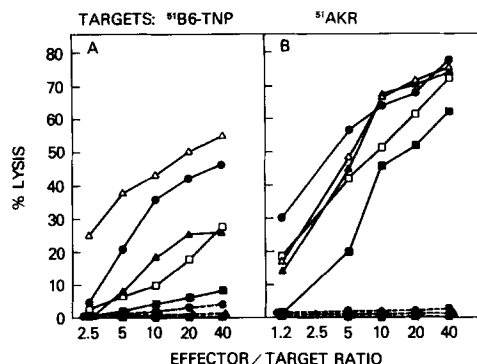 TARGETS: ⁵¹B6-TNP ⁵¹AKR
A B
80
70
60
50
40
30
20
10
0
% LYSIS
2.5 5 10 20 40 1.2 2.5 5 10 20 40
EFFECTOR/TARGET RATIO